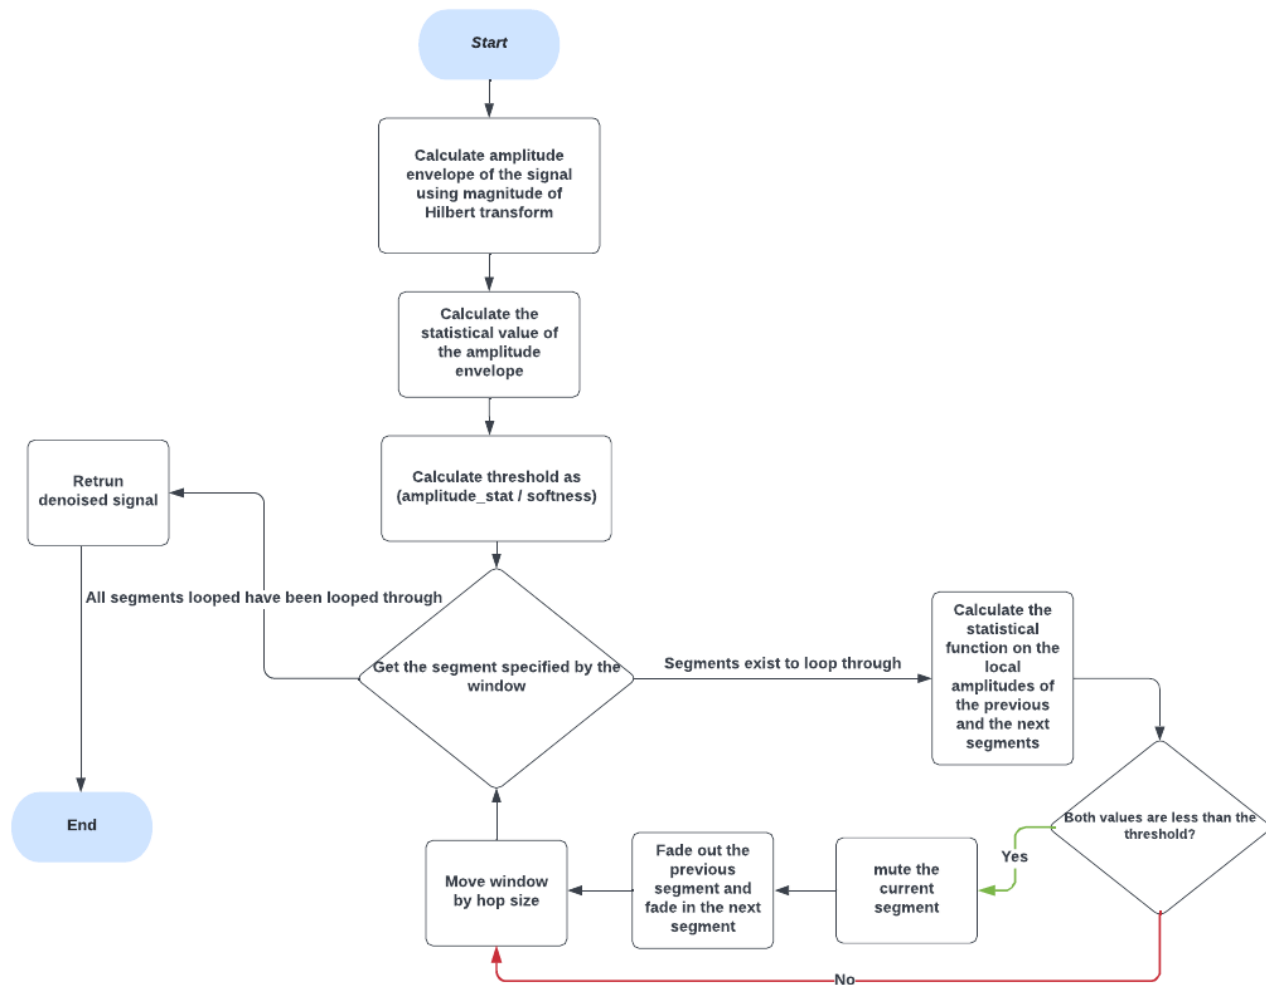 Start
Calculate amplitude
envelope of the signal
using magnitude of
Hilbert transform
Calculate the
statistical value of
the amplitude
envelope
Calculate threshold as
(amplitude_stat / softness)
Retrun
denoised signal
All segments looped have been looped through
Get the segment specified by the
window
Segments exist to loop through
Calculate the
statistical
function on the
local
amplitudes of
the previous
and the next
segments
Both values are less than the
threshold?
Yes
mute the
current
segment
Fade out the
previous
segment and
fade in the next
segment
Move window
by hop size
No
End